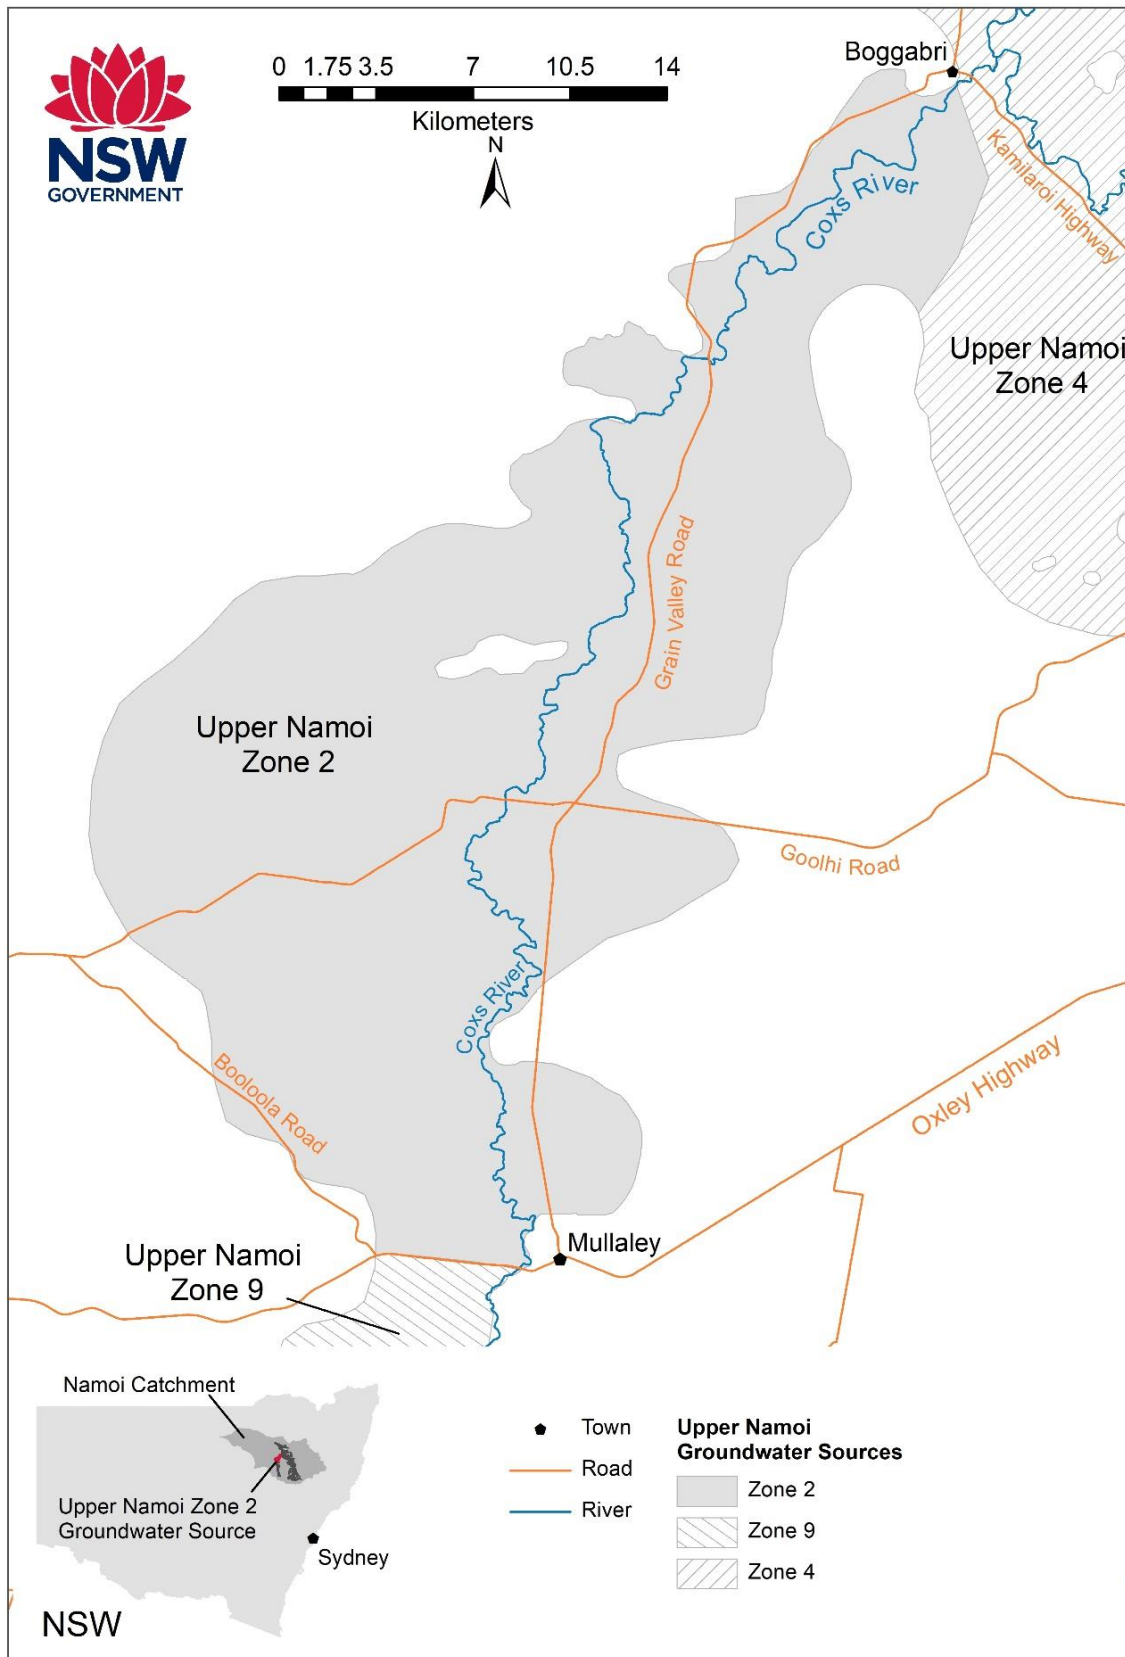 NSW
GOVERNMENT
0 1.75 3.5 7 10.5 14
Kilometers
N
Boggabri
Kamilaroi Highway
Coxs River
Upper Namoi
Zone 4
Grain Valley Road
Upper Namoi
Zone 2
Goolhi Road
Coxs River
Booloola Road
Oxley Highway
Mullaley
Upper Namoi
Zone 9
Namoi Catchment
Upper Namoi Zone 2
Groundwater Source
Sydney
NSW
Town
Road
River
Upper Namoi
Groundwater Sources
Zone 2
Zone 9
Zone 4